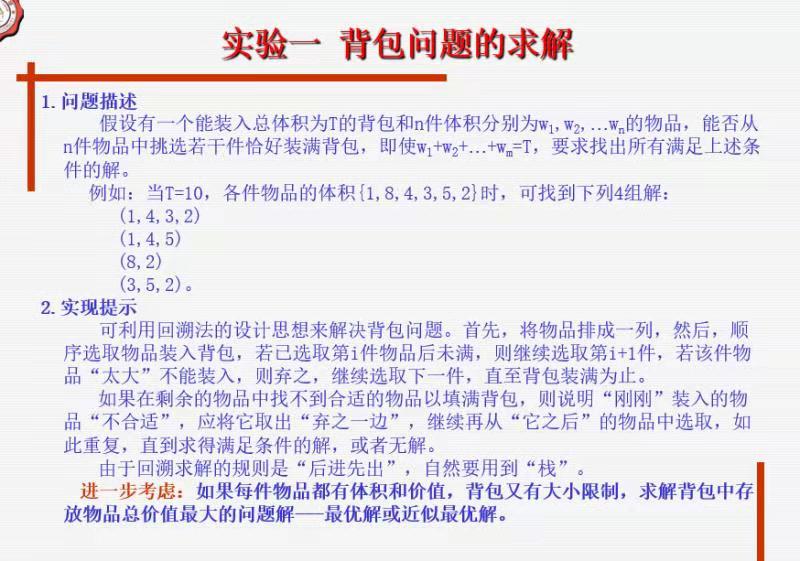 实验一 背包问题的求解
1. 问题描述
假设有一个能装入总体积为T的背包和n件体积分别为w₁,w₂,…wₙ的物品，能否从
n件物品中挑选若干件恰好装满背包，即使w₁+w₂+…+wₘ=T，要求找出所有满足上述条
件的解。
例如：当T=10，各件物品的体积{1,8,4,3,5,2}时，可找到下列4组解：
(1,4,3,2)
(1,4,5)
(8,2)
(3,5,2)。
2. 实现提示
可利用回溯法的设计思想来解决背包问题。首先，将物品排成一列，然后，顺
序选取物品装入背包，若已选取第i件物品后未满，则继续选取第i+1件，若该件物
品“太大”不能装入，则弃之，继续选取下一件，直至背包装满为止。
如果在剩余的物品中找不到合适的物品以填满背包，则说明“刚刚”装入的物
品“不合适”，应将它取出“弃之一边”，继续再从“它之后”的物品中选取，如
此重复，直到求得满足条件的解，或者无解。
由于回溯求解的规则是“后进先出”，自然要用到“栈”。
进一步考虑：如果每件物品都有体积和价值，背包又有大小限制，求解背包中存
放物品总价值最大的问题解---最优解或近似最优解。